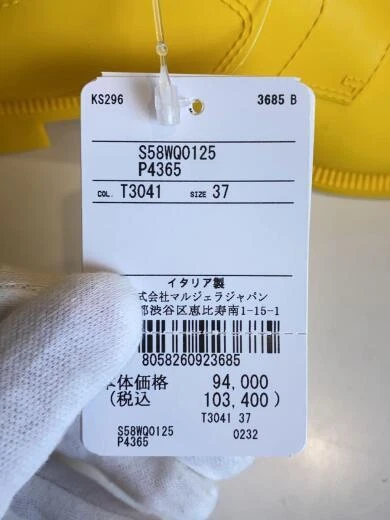 KS296 3685 B
S58WQ0125
P4365
COL. T3041 SIZE 37
イタリア製
式会社マルジェラジャパン
都渋谷区恵比寿南1-15-1
8058260923685
体価格 94,000
(税込 103,400 )
T3041 37
S58WQ0125
P4365 0232